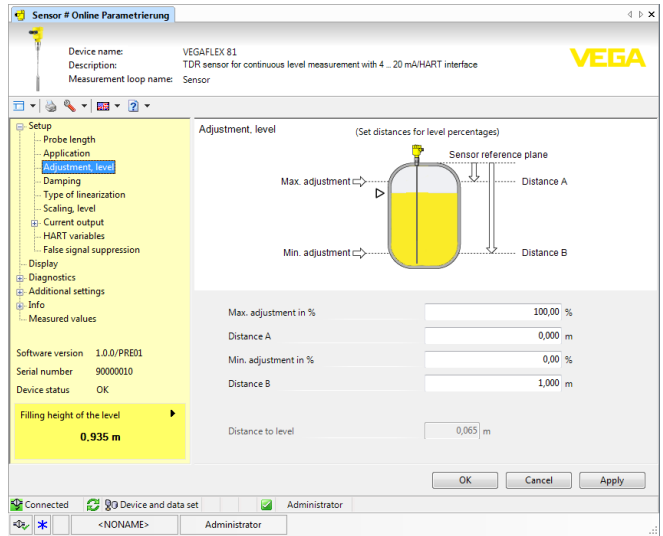 Sensor # Online Parametrierung
Device name: VEGAFLEX 81
Description: TDR sensor for continuous level measurement with 4 .. 20 mA/HART interface
Measurement loop name: Sensor
VEGA
Setup
Probe length
Application
Adjustment, level
Damping
Type of linearization
Scaling, level
Current output
HART variables
False signal suppression
Display
Diagnostics
Additional settings
Info
Measured values
Software version 1.0.0/PRE01
Serial number 90000010
Device status OK
Filling height of the level
0,935 m
Adjustment, level
(Set distances for level percentages)
Sensor reference plane
Max. adjustment
Distance A
Min. adjustment
Distance B
Max. adjustment in % 100,00 %
Distance A 0,000 m
Min. adjustment in % 0,00 %
Distance B 1,000 m
Distance to level 0,065 m
OK Cancel Apply
Connected Device and data set Administrator
<NONAME> Administrator